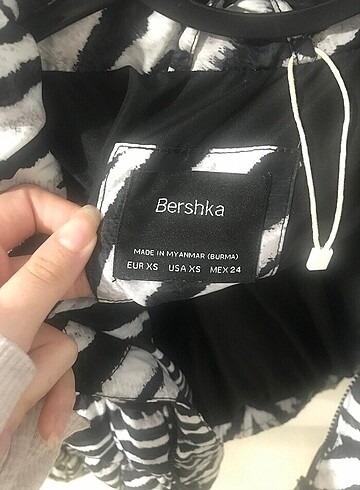 Bershka
MADE IN MYANMAR (BURMA)
EUR XS USA XS MEX 24